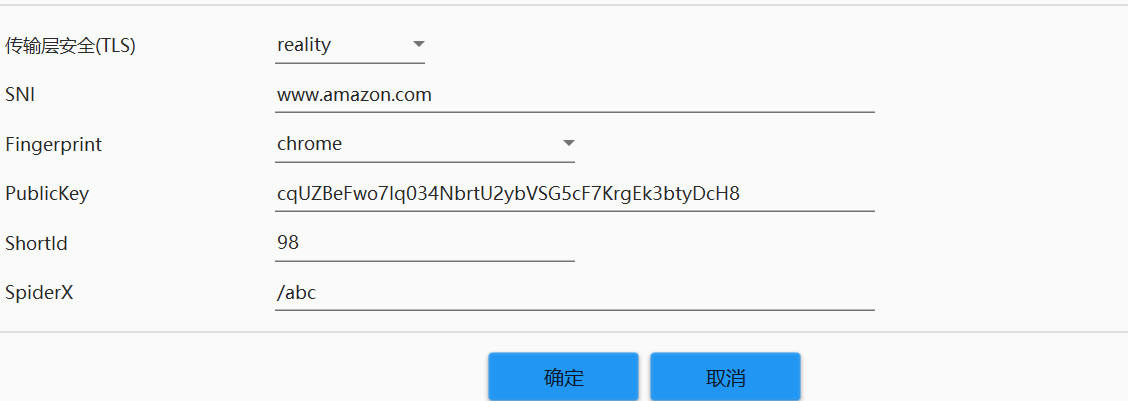 传输层安全(TLS) reality
SNI www.amazon.com
Fingerprint chrome
PublicKey cqUZBeFwo7Iq034NbrtU2ybVSG5cF7KrgEk3btyDcH8
ShortId 98
SpiderX /abc
确定 取消